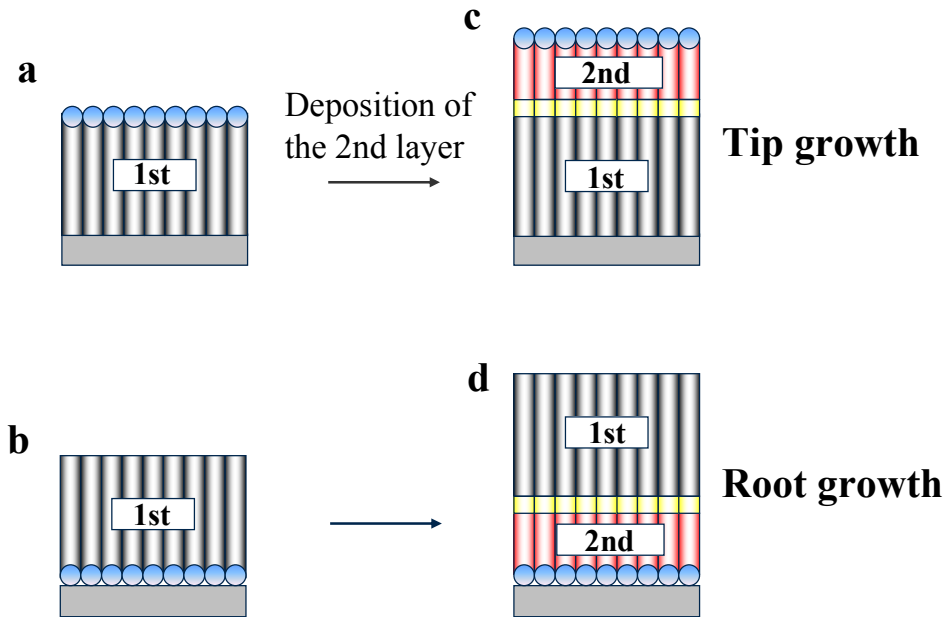 a
1st
Deposition of
the 2nd layer
c
2nd
1st
Tip growth
b
1st
d
1st
2nd
Root growth